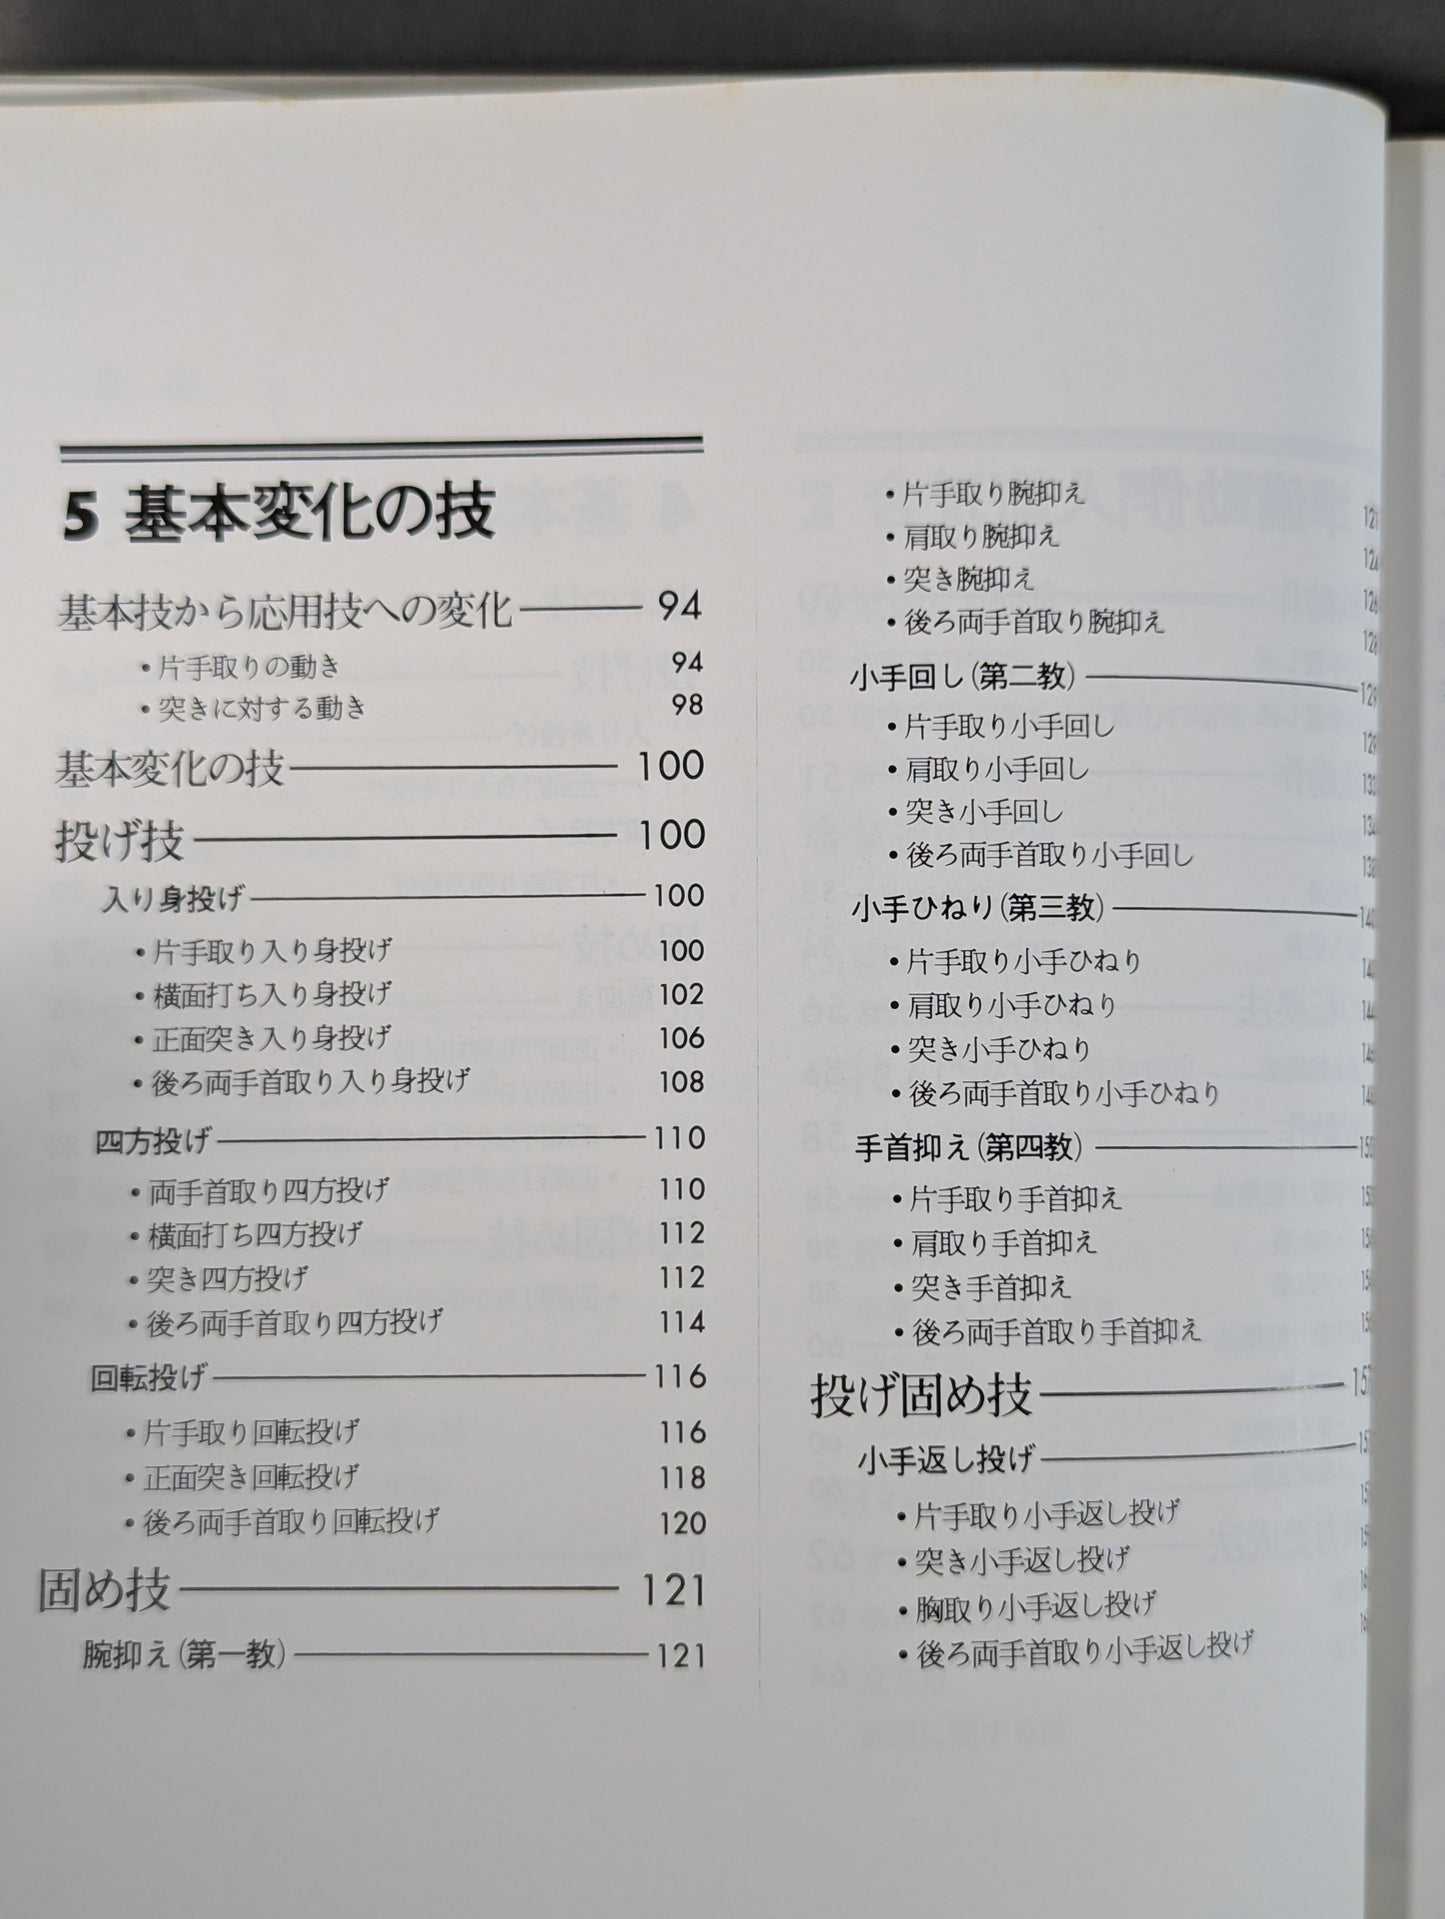 5 基本変化の技
基本技から応用技への変化 94
・片手取りの動き 94
・突きに対する動き 98
基本変化の技 100
投げ技 100
入り身投げ 100
・片手取り入り身投げ 100
・横面打ち入り身投げ 102
・正面突き入り身投げ 106
・後ろ両手首取り入り身投げ 108
四方投げ 110
・両手首取り四方投げ 110
・横面打ち四方投げ 112
・突き四方投げ 112
・後ろ両手首取り四方投げ 114
回転投げ 116
・片手取り回転投げ 116
・正面突き回転投げ 118
・後ろ両手首取り回転投げ 120
固め技 121
腕抑え(第一教) 121
・片手取り腕抑え 121
・肩取り腕抑え 124
・突き腕抑え 126
・後ろ両手首取り腕抑え 128
小手回し(第二教) 129
・片手取り小手回し 129
・肩取り小手回し
・突き小手回し
・後ろ両手首取り小手回し 138
小手ひねり(第三教) 140
・片手取り小手ひねり
・肩取り小手ひねり
・突き小手ひねり
・後ろ両手首取り小手ひねり
手首抑え(第四教)
・片手取り手首抑え
・肩取り手首抑え
・突き手首抑え
・後ろ両手首取り手首抑え
投げ固め技 157
小手返し投げ
・片手取り小手返し投げ
・突き小手返し投げ
・胸取り小手返し投げ
・後ろ両手首取り小手返し投げ